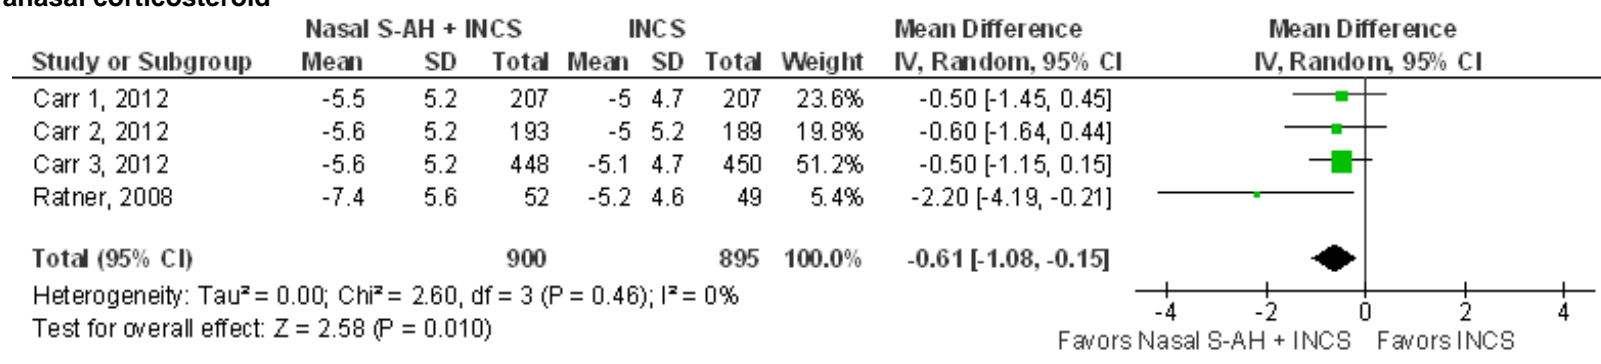 anasal corticosteroid
Nasal S-AH + INCS INCS Mean Difference Mean Difference
Study or Subgroup Mean SD Total Mean SD Total Weight IV, Random, 95% CI IV, Random, 95% CI
Carr 1, 2012 -5.5 5.2 207 -5 4.7 207 23.6% -0.50 [-1.45, 0.45]
Carr 2, 2012 -5.6 5.2 193 -5 5.2 189 19.8% -0.60 [-1.64, 0.44]
Carr 3, 2012 -5.6 5.2 448 -5.1 4.7 450 51.2% -0.50 [-1.15, 0.15]
Ratner, 2008 -7.4 5.6 52 -5.2 4.6 49 5.4% -2.20 [-4.19, -0.21]
Total (95% CI) 900 895 100.0% -0.61 [-1.08, -0.15]
Heterogeneity: Tau² = 0.00; Chi² = 2.60, df = 3 (P = 0.46); I² = 0%
Test for overall effect: Z = 2.58 (P = 0.010)
-4 -2 0 2 4
Favors Nasal S-AH + INCS Favors INCS